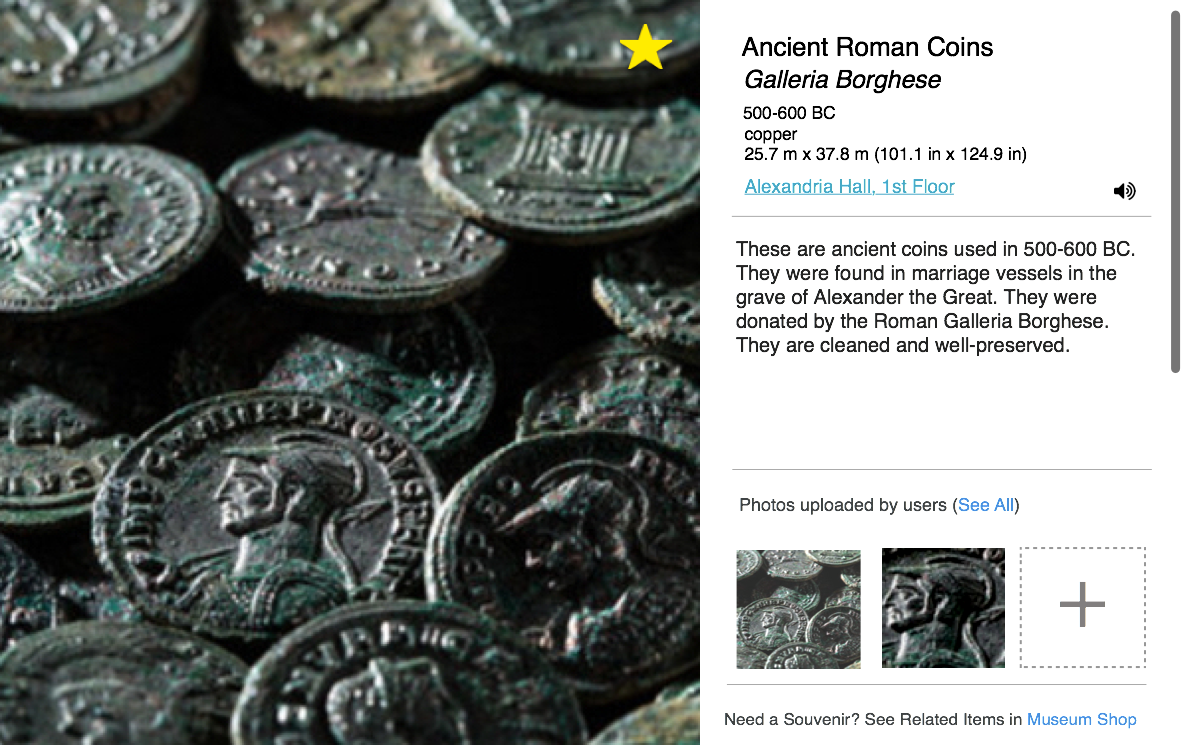 Ancient Roman Coins
Galleria Borghese
500-600 BC
copper
25.7 m x 37.8 m (101.1 in x 124.9 in)
Alexandria Hall, 1st Floor
These are ancient coins used in 500-600 BC.
They were found in marriage vessels in the
grave of Alexander the Great. They were
donated by the Roman Galleria Borghese.
They are cleaned and well-preserved.
Photos uploaded by users (See All)
Need a Souvenir? See Related Items in Museum Shop